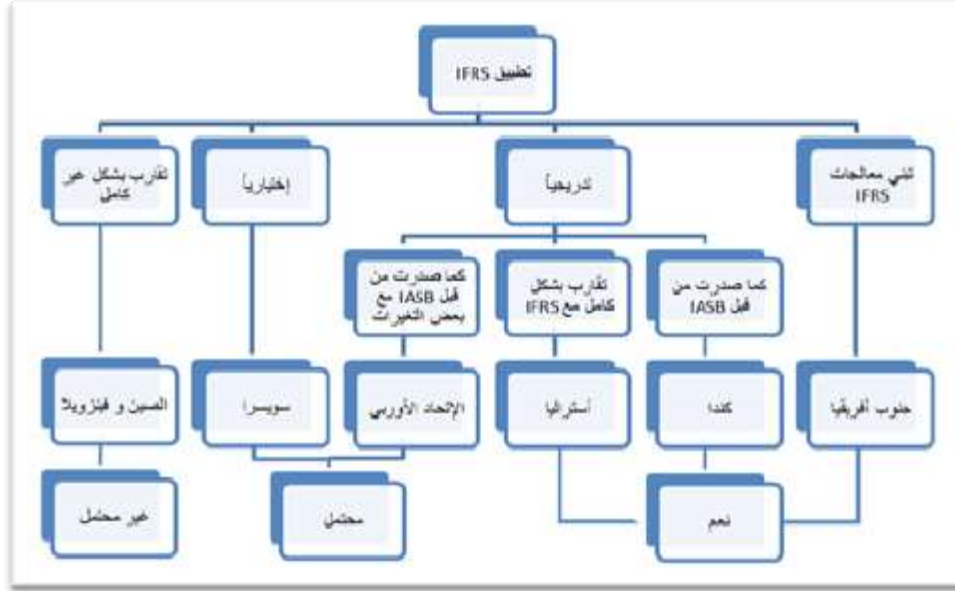 تطبيق IFRS
تبني معالجات
IFRS
تدريجياً
إختيارياً
تقارب بشكل غير
كامل
كما صدرت من
قبل IASB
تقارب بشكل
كامل مع IFRS
كما صدرت من
قبل IASB مع
بعض التغيرات
جنوب أفريقيا
كندا
أستراليا
الإتحاد الأوربي
سويسرا
الصين و فينزويلا
نعم
محتمل
غير محتمل